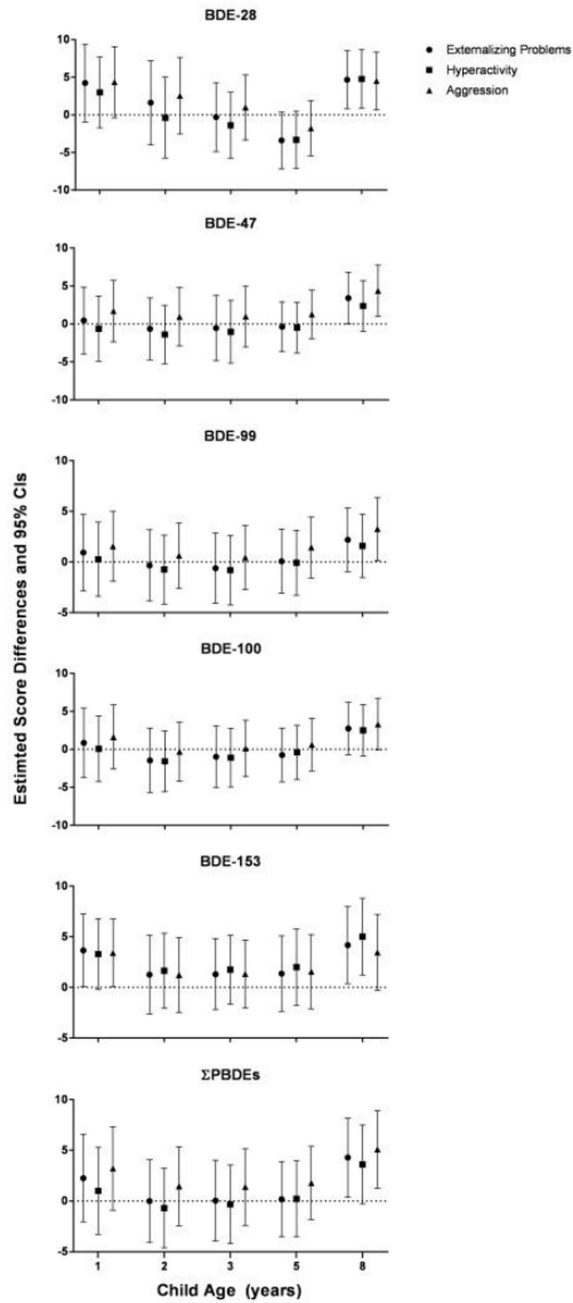 BDE-28
Externalizing Problems
Hyperactivity
Aggression
10
5
0
-5
-10
BDE-47
10
5
0
-5
-10
BDE-99
10
5
0
-5
BDE-100
10
5
0
-5
-10
BDE-153
10
5
0
-5
ΣPBDEs
10
5
0
-5
1 2 3 5 8
Child Age (years)
Estimted Score Differences and 95% CIs